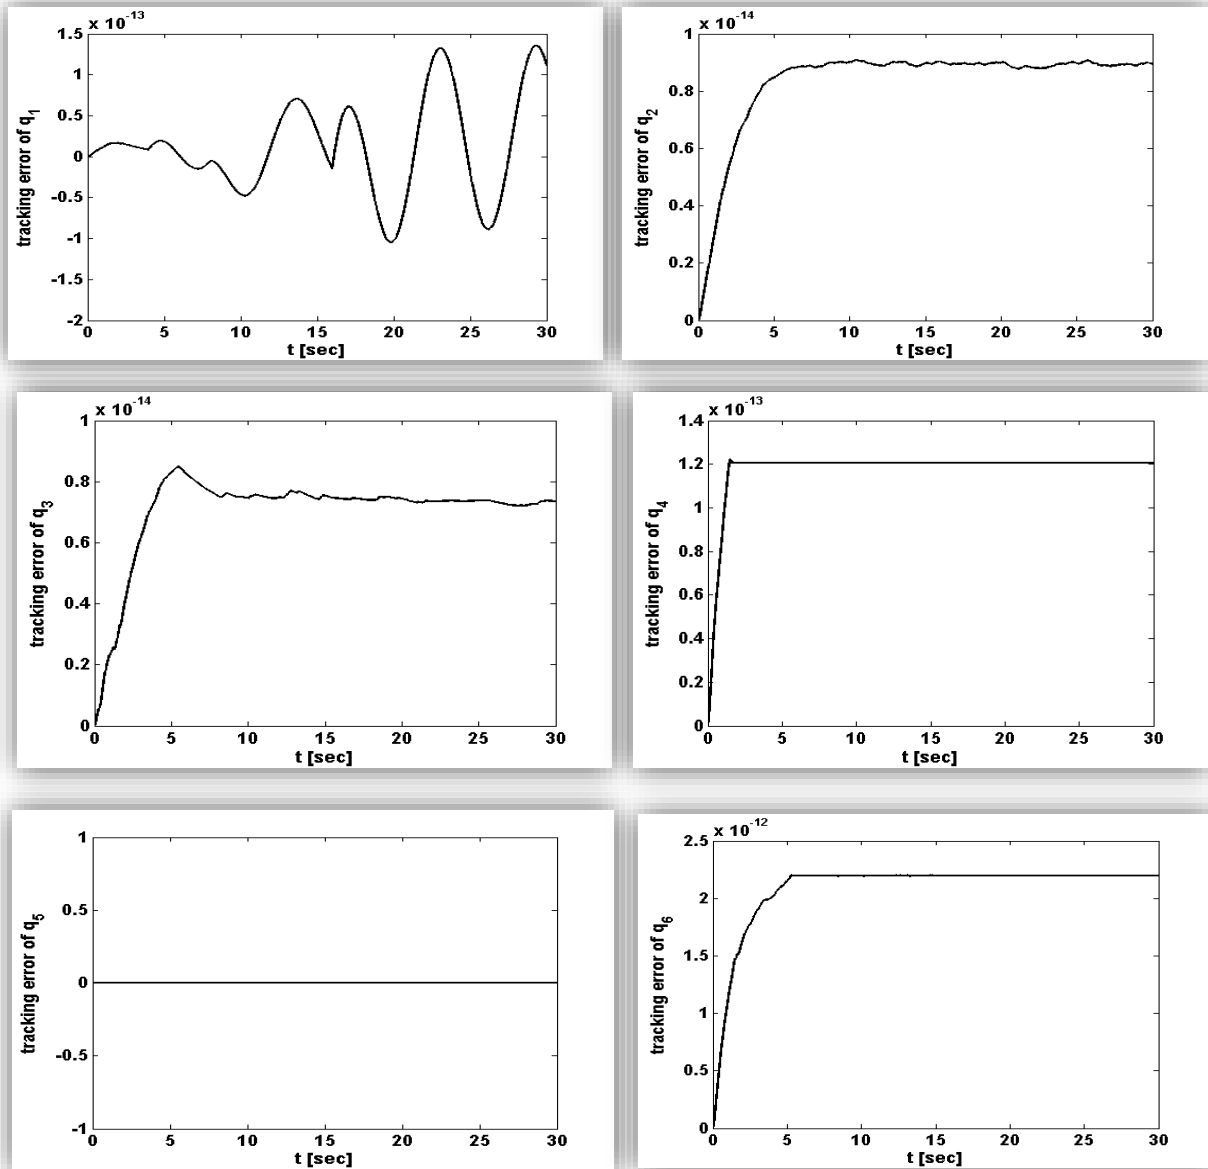 x 10-13
1.5
1
0.5
0
-0.5
-1
-1.5
-2
0 5 10 15 20 25 30
t [sec]
tracking error of q1
x 10-14
1
0.8
0.6
0.4
0.2
0
0 5 10 15 20 25 30
t [sec]
tracking error of q2
x 10-14
1
0.8
0.6
0.4
0.2
0
0 5 10 15 20 25 30
t [sec]
tracking error of q3
x 10-13
1.4
1.2
1
0.8
0.6
0.4
0.2
0
0 5 10 15 20 25 30
t [sec]
tracking error of q4
1
0.5
0
-0.5
-1
0 5 10 15 20 25 30
t [sec]
tracking error of q5
x 10-12
2.5
2
1.5
1
0.5
0
0 5 10 15 20 25 30
t [sec]
tracking error of q6